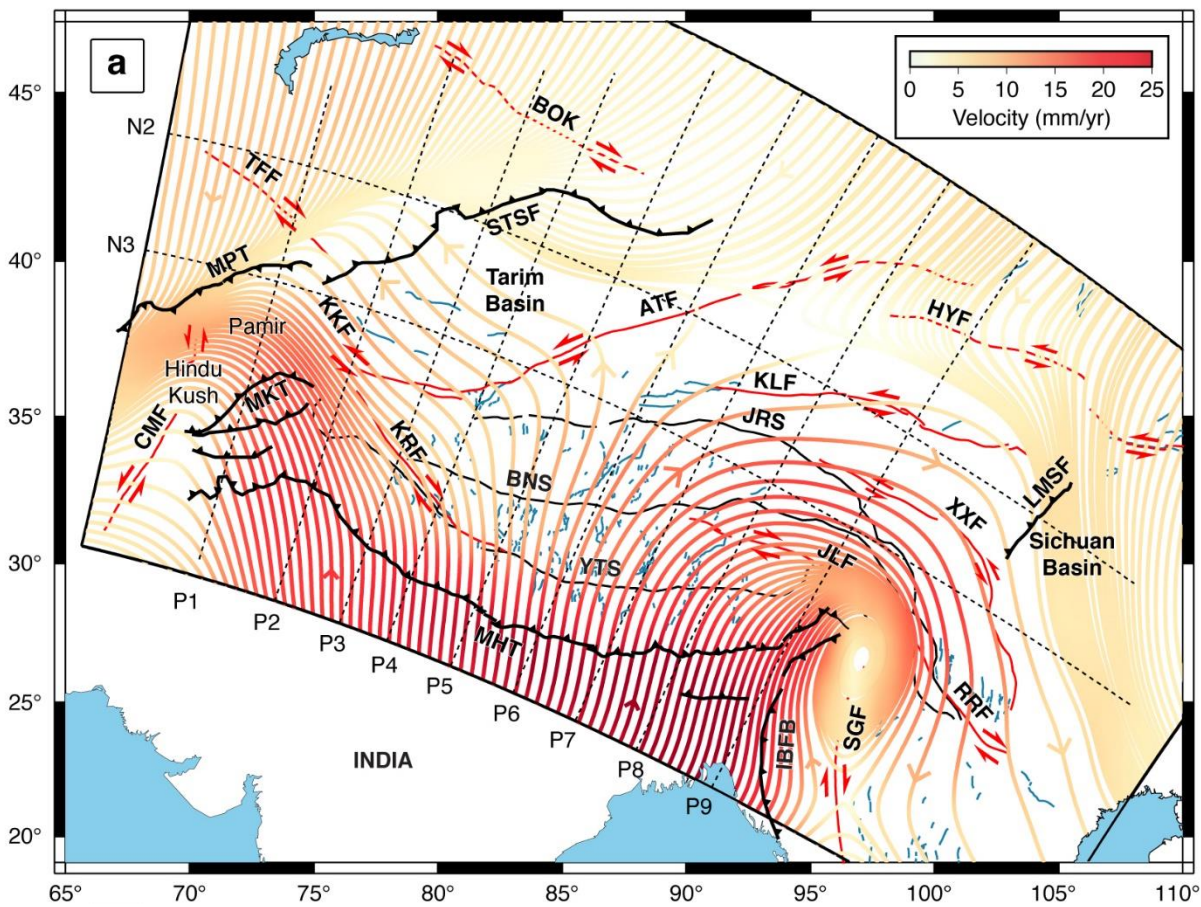 a
0 5 10 15 20 25
Velocity (mm/yr)
45°
40°
35°
30°
25°
20°
N2
N3
BOK
TFF
STSF
MPT
Tarim
Basin
ATF
KKF
Pamir
HYF
Hindu
Kush
MKT
KLF
CMF
JRS
KRF
BNS
LMSF
XXF
Sichuan
Basin
JLF
YTS
P1
P2
P3
P4
P5
P6
P7
P8
P9
MHT
RRF
SGF
IBFB
INDIA
65° 70° 75° 80° 85° 90° 95° 100° 105° 110°